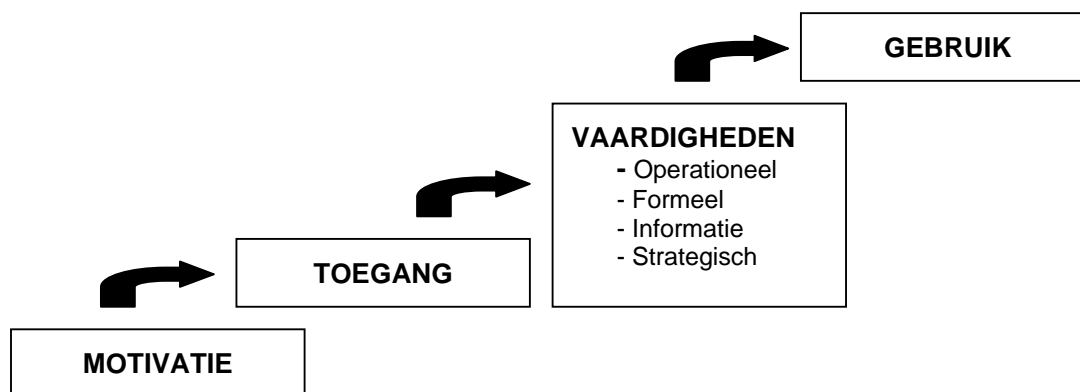 GEBRUIK
VAARDIGHEDEN
- Operationeel
- Formeel
- Informatie
- Strategisch
TOEGANG
MOTIVATIE